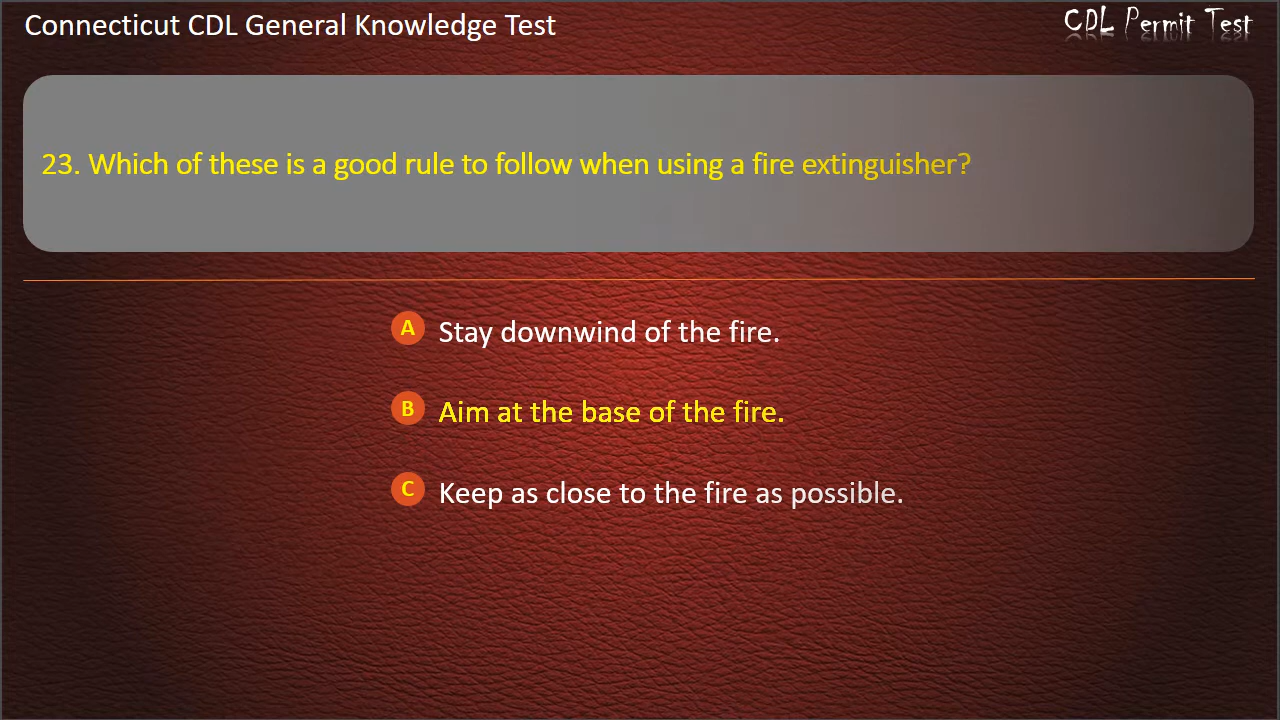 Connecticut CDL General Knowledge Test
CDL Permit Test
23. Which of these is a good rule to follow when using a fire extinguisher?
A Stay downwind of the fire.
B Aim at the base of the fire.
C Keep as close to the fire as possible.